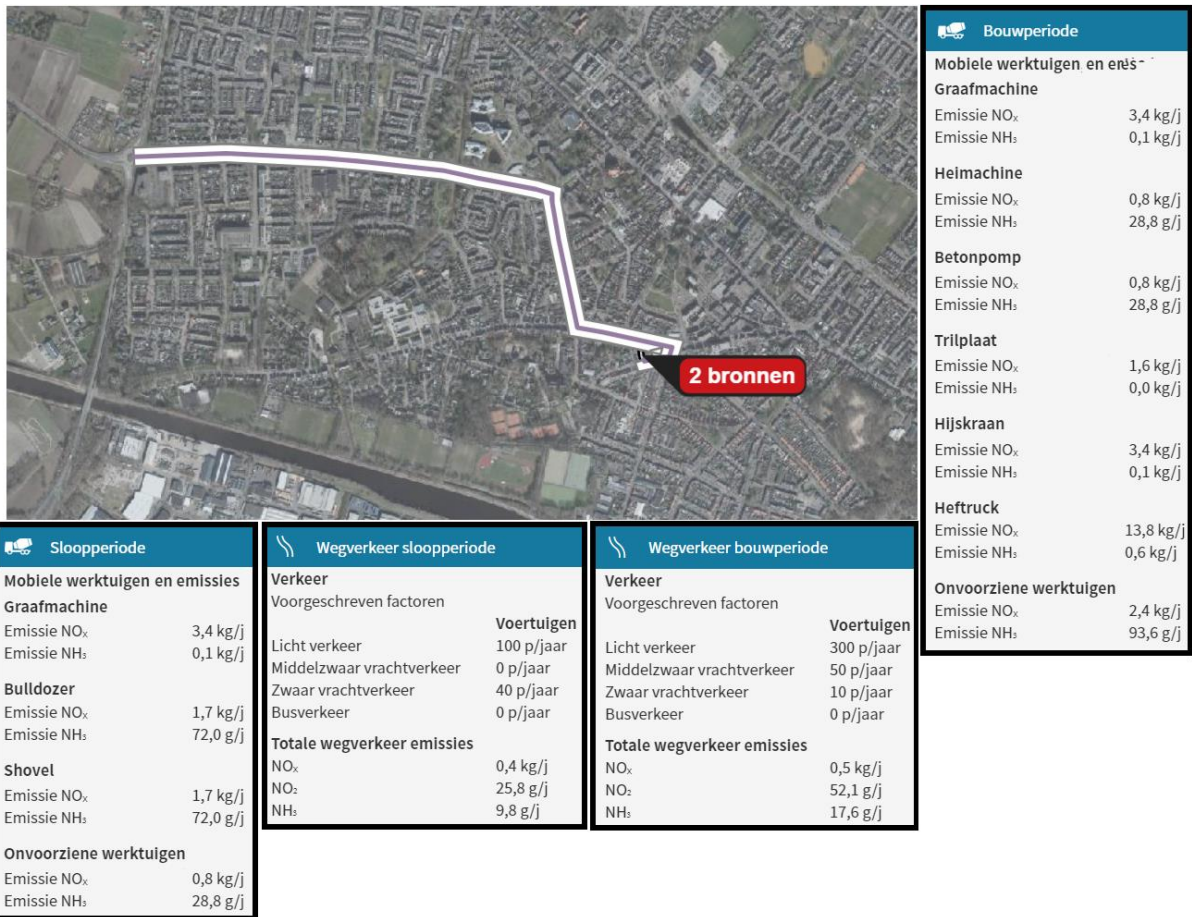 2 bronnen
Bouwperiode
Mobiele werktuigen en
Graafmachine
Emissie NOₓ 3,4 kg/j
Emissie NH₃ 0,1 kg/j
Heimachine
Emissie NOₓ 0,8 kg/j
Emissie NH₃ 28,8 g/j
Betonpomp
Emissie NOₓ 0,8 kg/j
Emissie NH₃ 28,8 g/j
Trilplaat
Emissie NOₓ 1,6 kg/j
Emissie NH₃ 0,0 kg/j
Hijskraan
Emissie NOₓ 3,4 kg/j
Emissie NH₃ 0,1 kg/j
Heftruck
Emissie NOₓ 13,8 kg/j
Emissie NH₃ 0,6 kg/j
Onvoorziene werktuigen
Emissie NOₓ 2,4 kg/j
Emissie NH₃ 93,6 g/j
Sloopperiode
Mobiele werktuigen en emissies
Graafmachine
Emissie NOₓ 3,4 kg/j
Emissie NH₃ 0,1 kg/j
Bulldozer
Emissie NOₓ 1,7 kg/j
Emissie NH₃ 72,0 g/j
Shovel
Emissie NOₓ 1,7 kg/j
Emissie NH₃ 72,0 g/j
Onvoorziene werktuigen
Emissie NOₓ 0,8 kg/j
Emissie NH₃ 28,8 g/j
Wegverkeer sloopperiode
Verkeer
Voorgeschreven factoren
Voertuigen
Licht verkeer 100 p/jaar
Middelzwaar vrachtverkeer 0 p/jaar
Zwaar vrachtverkeer 40 p/jaar
Busverkeer 0 p/jaar
Totale wegverkeer emissies
NOₓ 0,4 kg/j
NO₂ 25,8 g/j
NH₃ 9,8 g/j
Wegverkeer bouwperiode
Verkeer
Voorgeschreven factoren
Voertuigen
Licht verkeer 300 p/jaar
Middelzwaar vrachtverkeer 50 p/jaar
Zwaar vrachtverkeer 10 p/jaar
Busverkeer 0 p/jaar
Totale wegverkeer emissies
NOₓ 0,5 kg/j
NO₂ 52,1 g/j
NH₃ 17,6 g/j